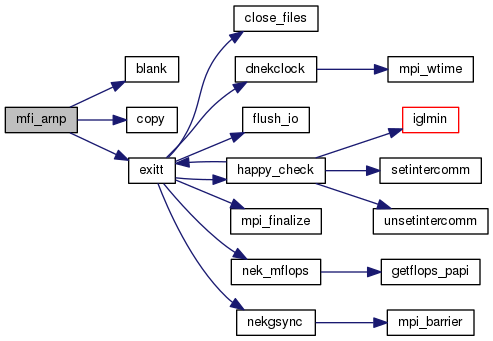 close_files
blank
dnekclock
mpi_wtime
mfi_arnp
copy
flush_io
iglmin
exitt
happy_check
setintercomm
mpi_finalize
unsetintercomm
nek_mflops
getflops_papi
nekgsync
mpi_barrier